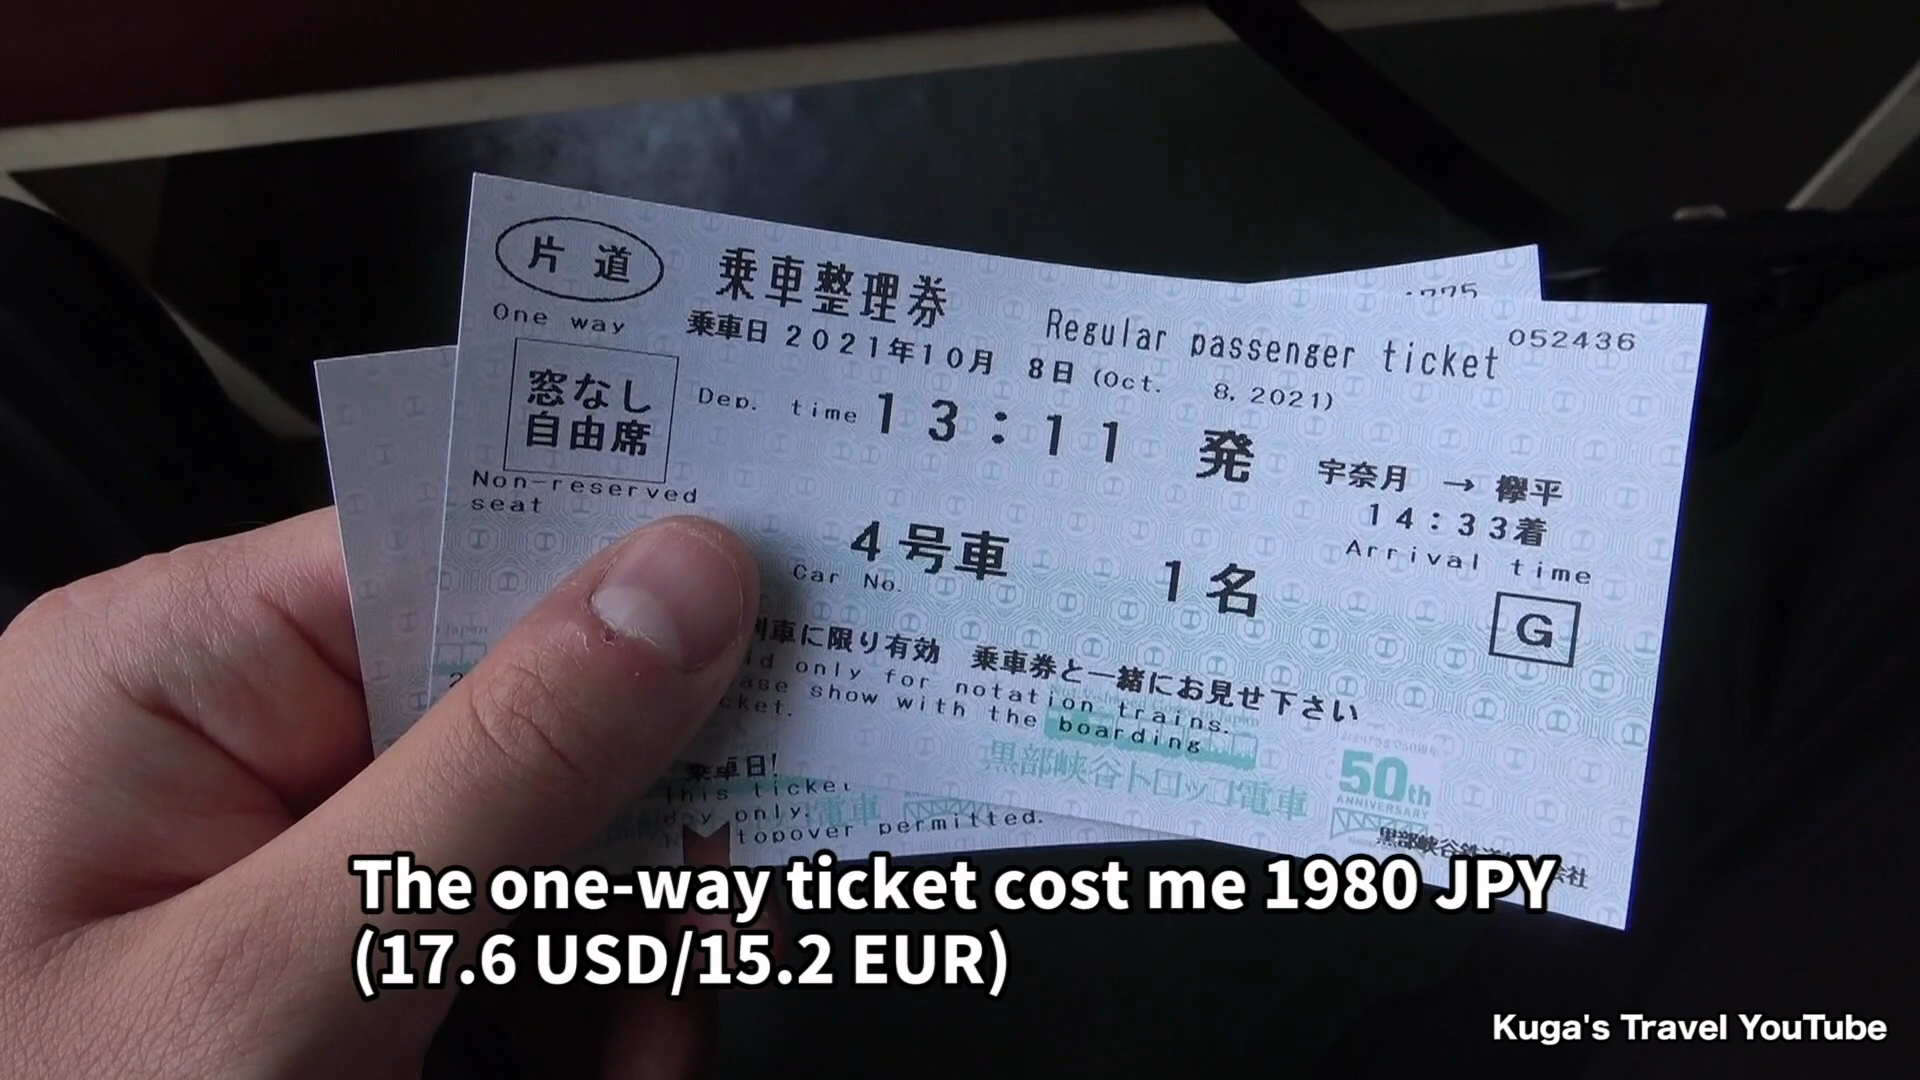 片道
乗車整理券
Regular passenger ticket
052436
One way
乗車日 2021年10月 8日 (Oct. 8, 2021)
窓なし
自由席
Non-reserved
seat
Dep. time 13:11 発
宇奈月 → 欅平
14:33着
Arrival time
4号車
1名
Car No.
G
車に限り有効 乗車券と一緒にお見せ下さい
only for notation trains.
show with the boarding
黒部峡谷トロッコ電車
50th
ANNIVERSARY
乗車日!
This ticket
day only.
permitted.
電車
The one-way ticket cost me 1980 JPY
(17.6 USD/15.2 EUR)
Kuga's Travel YouTube